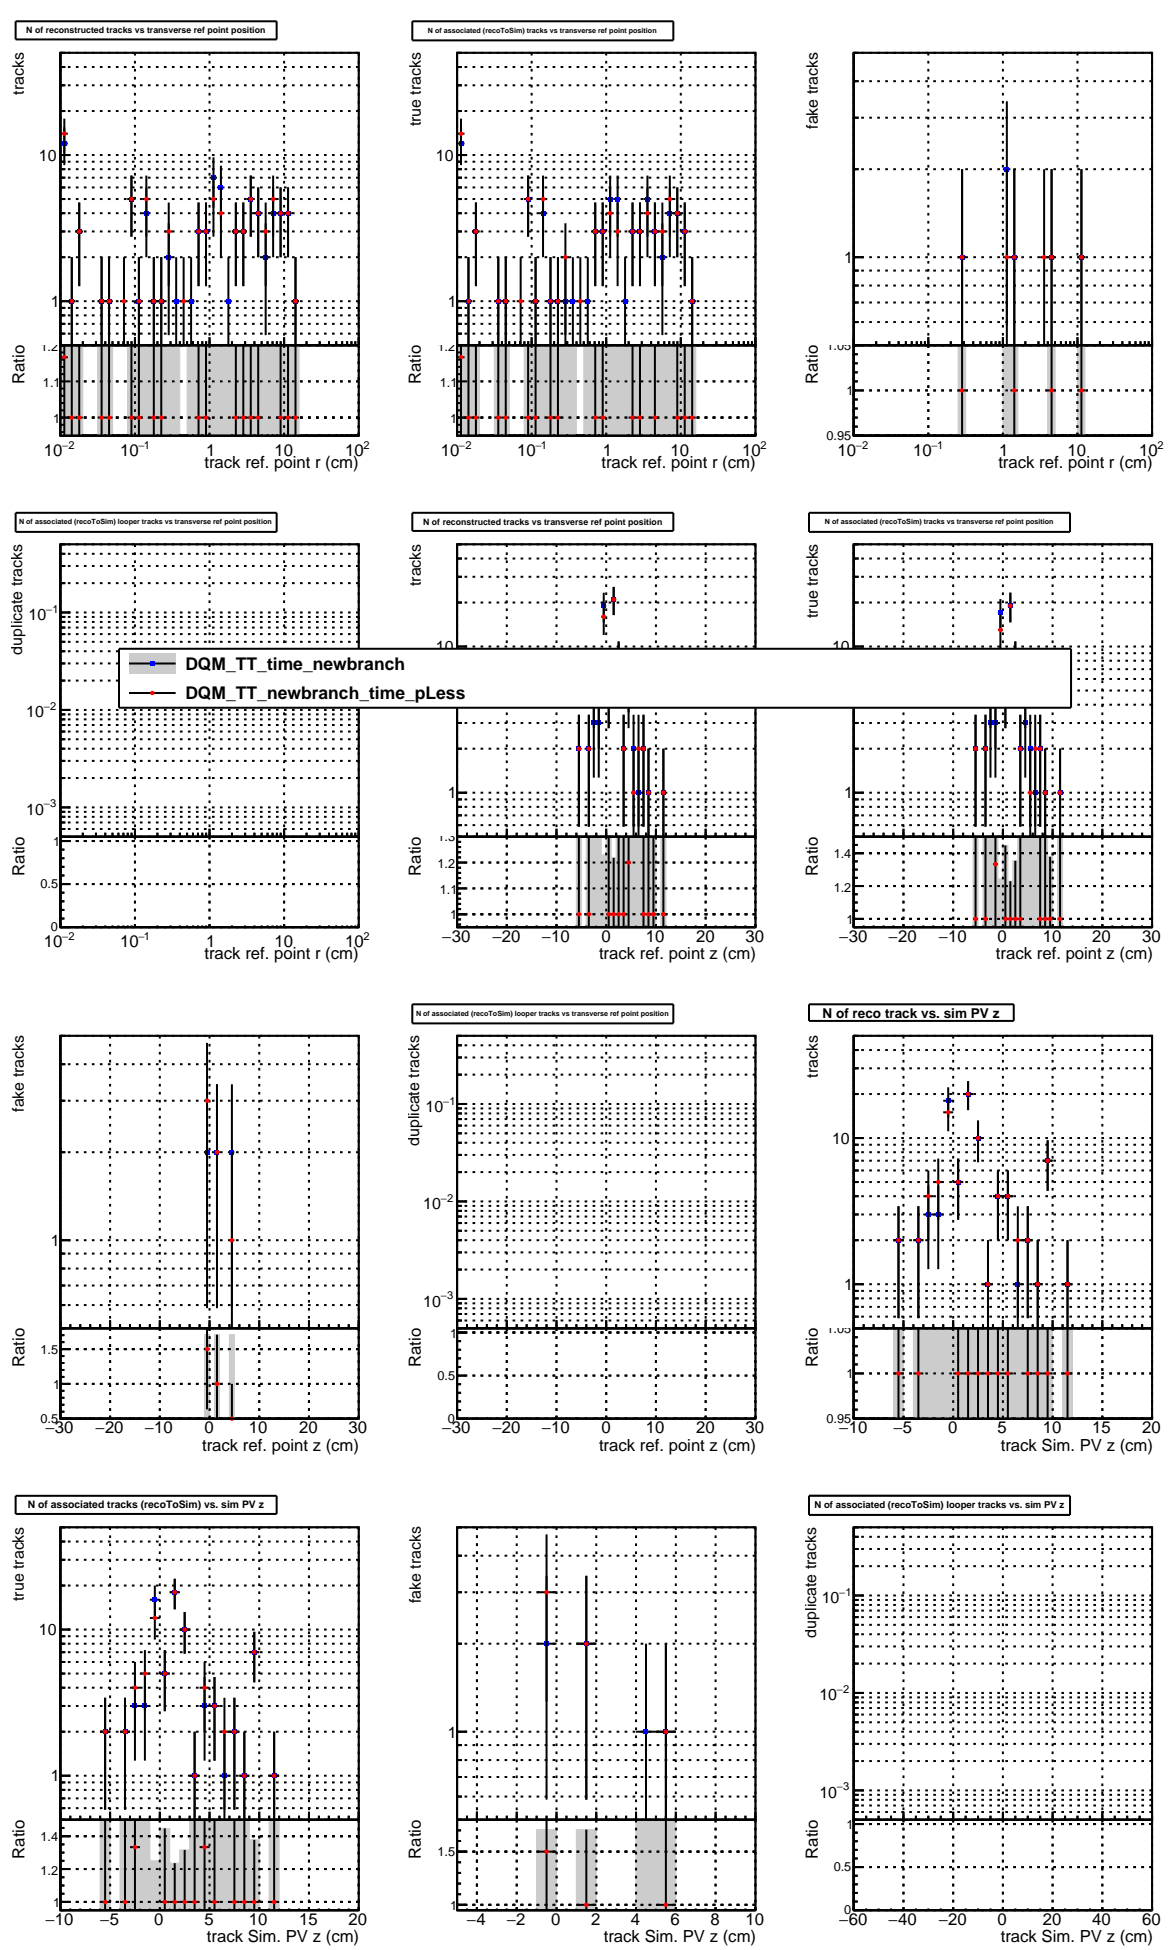 N of reconstructed tracks vs transverse ref point position
tracks
10
1
Ratio
1.2
1.1
1
10−2 10−1 1 10 102
track ref. point r (cm)
N of associated (recoToSim) tracks vs transverse ref point position
true tracks
10
1
Ratio
1.2
1.1
1
10−2 10−1 1 10 102
track ref. point r (cm)
fake tracks
1
Ratio
1.05
1
0.95
10−2 10−1 1 10 102
track ref. point r (cm)
N of associated (recoToSim) looper tracks vs transverse ref point position
duplicate tracks
10−1
10−2
10−3
Ratio
1
0.5
0
10−2 10−1 1 10 102
track ref. point r (cm)
N of reconstructed tracks vs transverse ref point position
tracks
10
1
Ratio
1.3
1.2
1.1
1
−30 −20 −10 0 10 20 30
track ref. point z (cm)
N of associated (recoToSim) tracks vs transverse ref point position
true tracks
10
1
Ratio
1.4
1.2
1
−30 −20 −10 0 10 20 30
track ref. point z (cm)
DQM_TT_time_newbranch
DQM_TT_newbranch_time_pLess
fake tracks
1
Ratio
1.5
1
0.5
−30 −20 −10 0 10 20 30
track ref. point z (cm)
N of associated (recoToSim) looper tracks vs transverse ref point position
duplicate tracks
10−1
10−2
10−3
Ratio
1
0.5
0
−30 −20 −10 0 10 20 30
track ref. point z (cm)
N of reco track vs. sim PV z
tracks
10
1
Ratio
1.05
1
0.95
−10 −5 0 5 10 15 20
track Sim. PV z (cm)
N of associated tracks (recoToSim) vs. sim PV z
true tracks
10
1
Ratio
1.4
1.2
1
−10 −5 0 5 10 15 20
track Sim. PV z (cm)
fake tracks
1
Ratio
1.5
1
−4 −2 0 2 4 6 8 10
track Sim. PV z (cm)
N of associated (recoToSim) looper tracks vs. sim PV z
duplicate tracks
10−1
10−2
10−3
Ratio
1
0.5
0
−60 −40 −20 0 20 40 60
track Sim. PV z (cm)